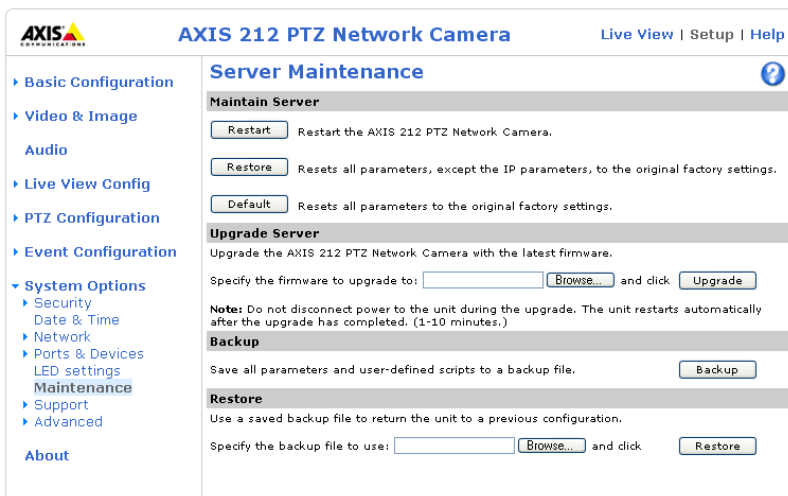 AXIS
COMMUNICATIONS
AXIS 212 PTZ Network Camera
Live View | Setup | Help
Basic Configuration
Video & Image
Audio
Live View Config
PTZ Configuration
Event Configuration
System Options
Security
Date & Time
Network
Ports & Devices
LED settings
Maintenance
Support
Advanced
About
Server Maintenance
?
Maintain Server
Restart Restart the AXIS 212 PTZ Network Camera.
Restore Resets all parameters, except the IP parameters, to the original factory settings.
Default Resets all parameters to the original factory settings.
Upgrade Server
Upgrade the AXIS 212 PTZ Network Camera with the latest firmware.
Specify the firmware to upgrade to: Browse... and click Upgrade
Note: Do not disconnect power to the unit during the upgrade. The unit restarts automatically
after the upgrade has completed. (1-10 minutes.)
Backup
Save all parameters and user-defined scripts to a backup file. Backup
Restore
Use a saved backup file to return the unit to a previous configuration.
Specify the backup file to use: Browse... and click Restore